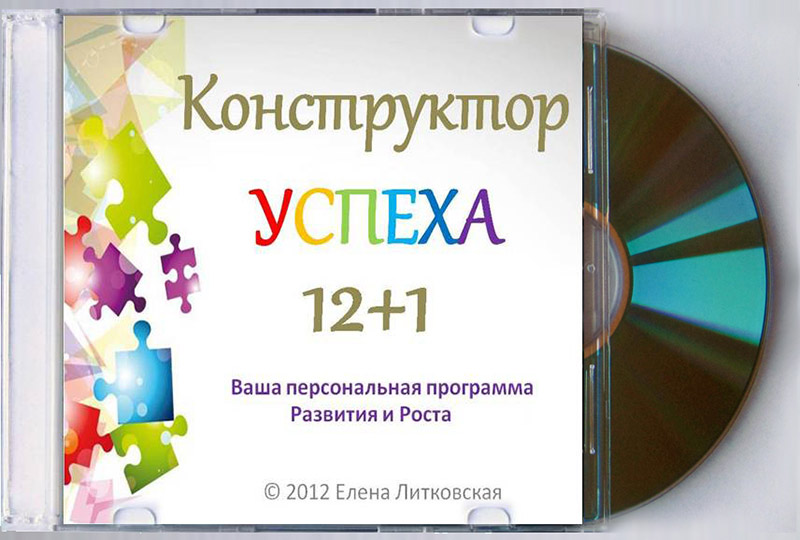 Конструктор
УСПЕХА
12+1
Ваша персональная программа
Развития и Роста
© 2012 Елена Литковская